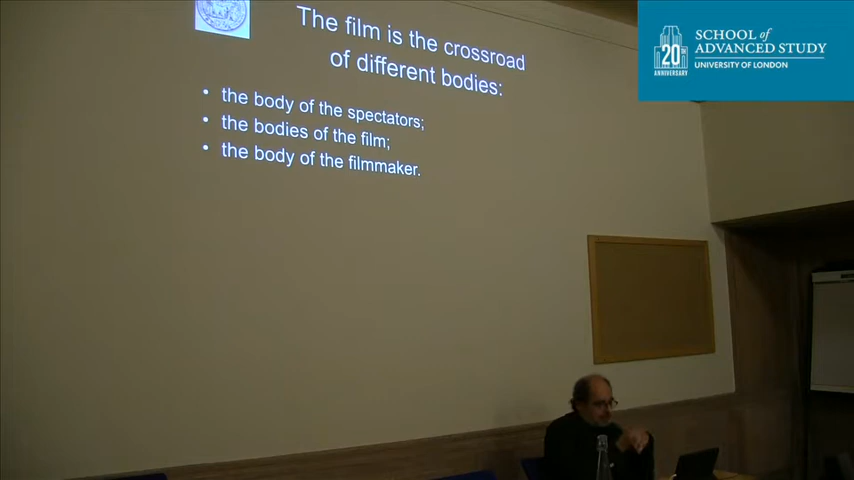 The film is the crossroad
of different bodies:
• the body of the spectators;
• the bodies of the film;
• the body of the filmmaker.
20th
ANNIVERSARY
SCHOOL of
ADVANCED STUDY
UNIVERSITY OF LONDON